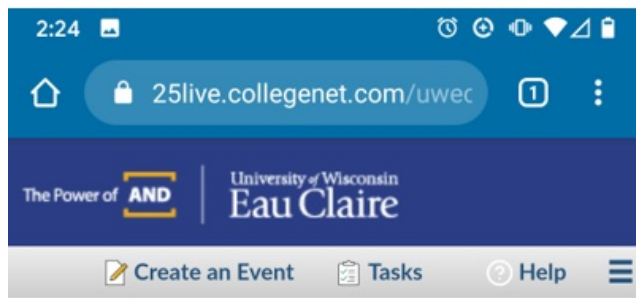 2:24
1
25live.collegenet.com/uwec
The Power of AND
University of Wisconsin
Eau Claire
Create an Event
Tasks
? Help